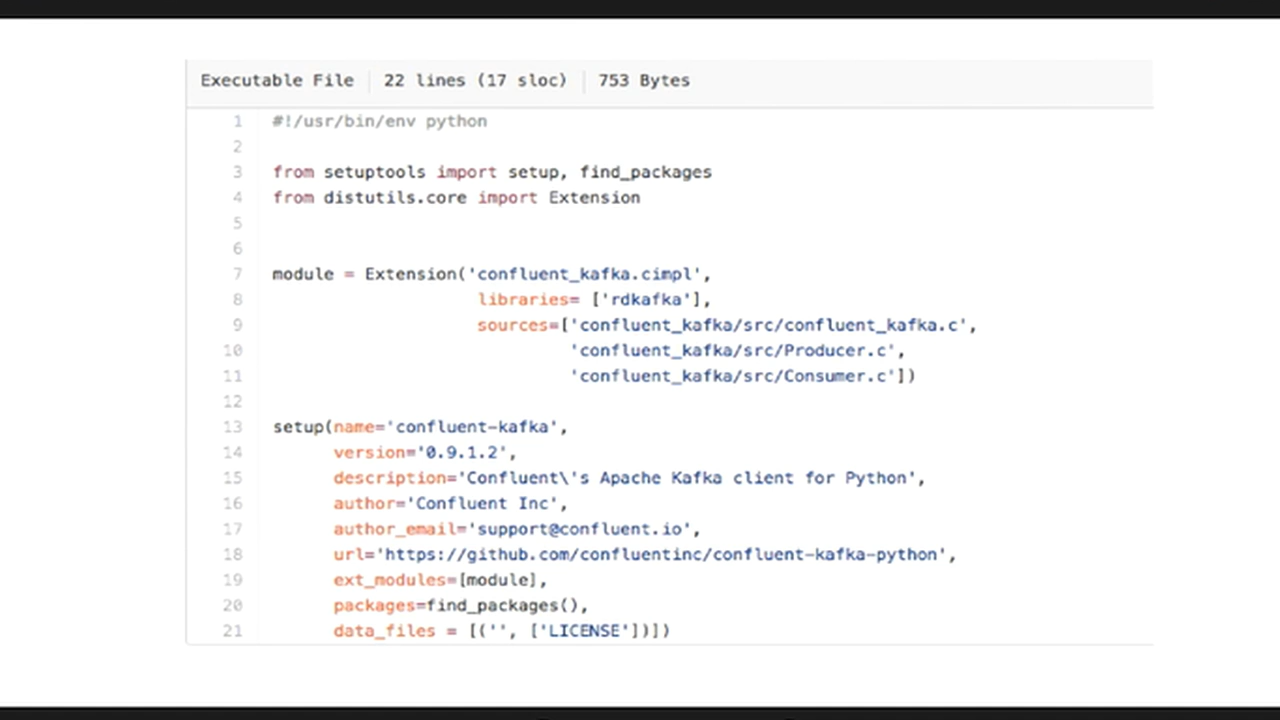 Executable File | 22 lines (17 sloc) | 753 Bytes
1 #!/usr/bin/env python
2
3 from setuptools import setup, find_packages
4 from distutils.core import Extension
5
6
7 module = Extension('confluent_kafka.cimpl',
8 libraries= ['rdkafka'],
9 sources=['confluent_kafka/src/confluent_kafka.c',
10 'confluent_kafka/src/Producer.c',
11 'confluent_kafka/src/Consumer.c'])
12
13 setup(name='confluent-kafka',
14 version='0.9.1.2',
15 description='Confluent\'s Apache Kafka client for Python',
16 author='Confluent Inc',
17 author_email='support@confluent.io',
18 url='https://github.com/confluentinc/confluent-kafka-python',
19 ext_modules=[module],
20 packages=find_packages(),
21 data_files = [('', ['LICENSE'])])